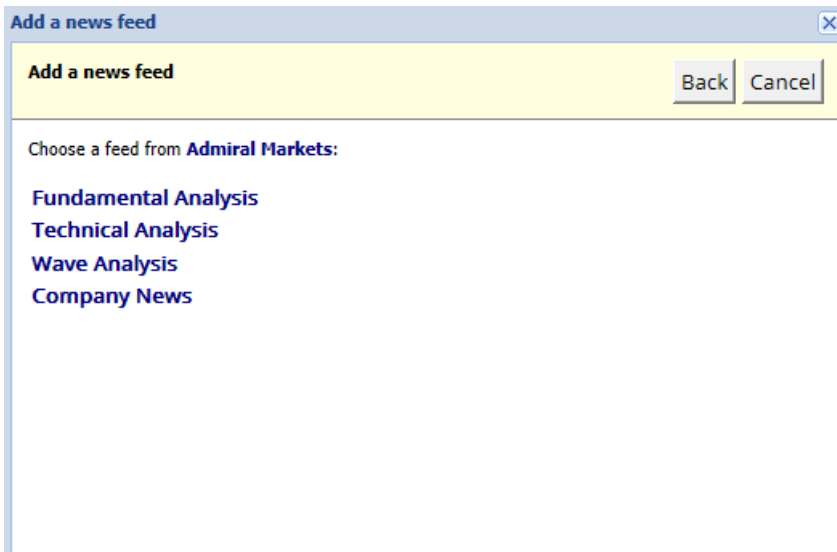 Add a news feed
Add a news feed
Back Cancel
Choose a feed from Admiral Markets:
Fundamental Analysis
Technical Analysis
Wave Analysis
Company News